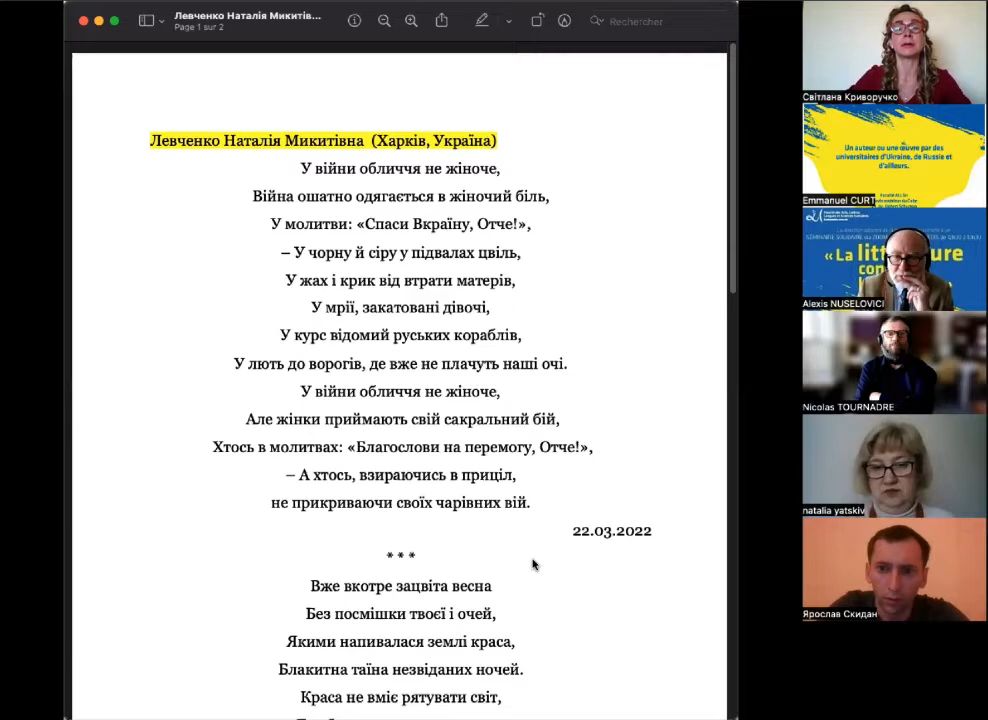 Левченко Наталія Микитів...
Page 1 sur 2
Rechercher
Левченко Наталія Микитівна (Харків, Україна)
У війни обличчя не жіноче,
Війна ошатно одягається в жіночий біль,
У молитви: «Спаси Вкраїну, Отче!»,
– У чорну й сіру у підвалах цвіль,
У жах і крик від втрати матерів,
У мрії, закатовані дівочі,
У курс відомий руських кораблів,
У лють до ворогів, де вже не плачуть наші очі.
У війни обличчя не жіноче,
Але жінки приймають свій сакральний бій,
Хтось в молитвах: «Благослови на перемогу, Отче!»,
– А хтось, взираючись в приціл,
не прикриваючи своїх чарівних вій.
22.03.2022
* * *
Вже вкотре зацвіта весна
Без посмішки твоєї і очей,
Якими напивалася землі краса,
Блакитна таїна незвіданих ночей.
Краса не вміє рятувати світ,
Світлана Криворучко
Un auteur ou une œuvre par des
universitaires d'Ukraine, de Russie et
d'ailleurs.
Emmanuel CURT
« La
Alexis NUSELOVICI
Nicolas TOURNADRE
natalia yatskiv
Ярослав Скидан